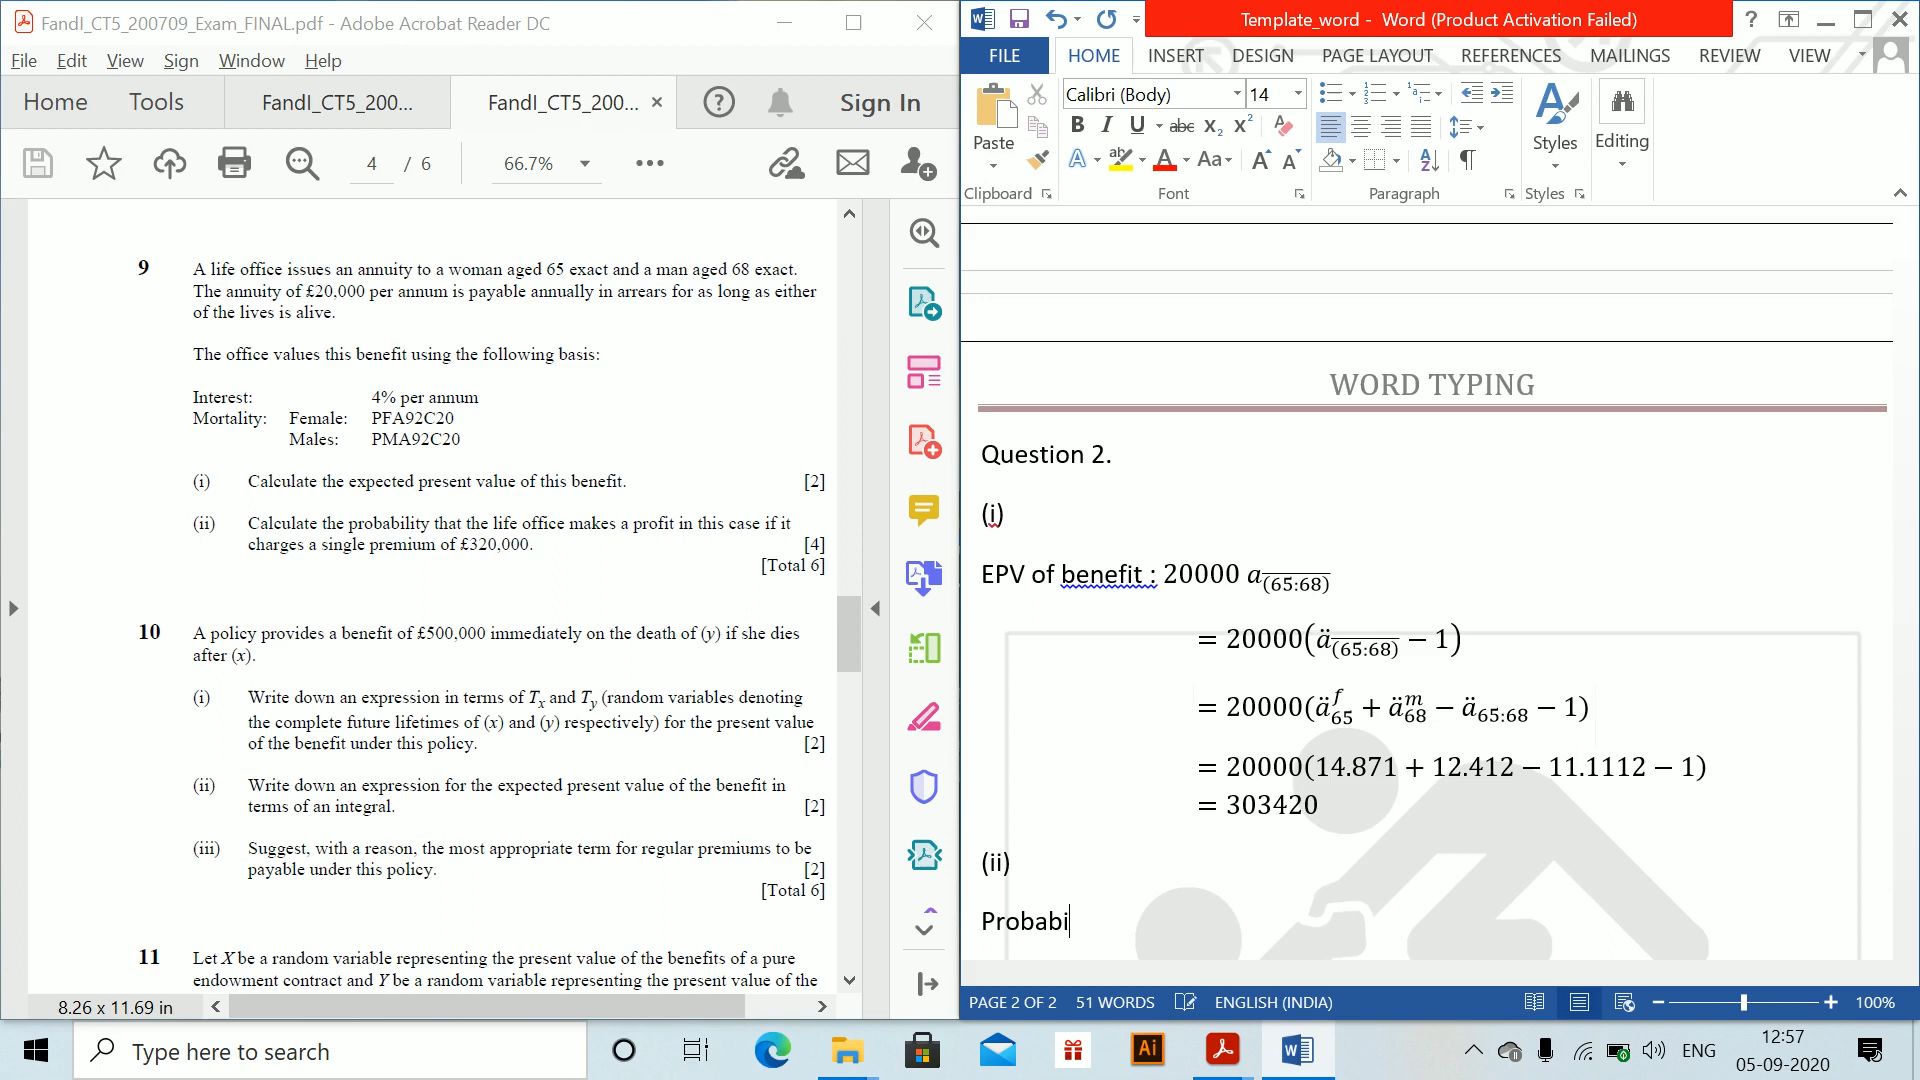 FandI_CT5_200709_Exam_FINAL.pdf - Adobe Acrobat Reader DC
File Edit View Sign Window Help
Home Tools FandI_CT5_200... FandI_CT5_200... × ? Sign In
4 / 6 66.7%
9 A life office issues an annuity to a woman aged 65 exact and a man aged 68 exact.
The annuity of £20,000 per annum is payable annually in arrears for as long as either
of the lives is alive.
The office values this benefit using the following basis:
Interest: 4% per annum
Mortality: Female: PFA92C20
Males: PMA92C20
(i) Calculate the expected present value of this benefit. [2]
(ii) Calculate the probability that the life office makes a profit in this case if it
charges a single premium of £320,000. [4]
[Total 6]
10 A policy provides a benefit of £500,000 immediately on the death of (y) if she dies
after (x).
(i) Write down an expression in terms of Tx and Ty (random variables denoting
the complete future lifetimes of (x) and (y) respectively) for the present value
of the benefit under this policy. [2]
(ii) Write down an expression for the expected present value of the benefit in
terms of an integral. [2]
(iii) Suggest, with a reason, the most appropriate term for regular premiums to be
payable under this policy. [2]
[Total 6]
11 Let X be a random variable representing the present value of the benefits of a pure
endowment contract and Y be a random variable representing the present value of the
8.26 x 11.69 in
Template_word - Word (Product Activation Failed)
FILE HOME INSERT DESIGN PAGE LAYOUT REFERENCES MAILINGS REVIEW VIEW
Calibri (Body) 14
Paste
B I U abc X₂ X² 
A A Aa A A
Styles Editing
Clipboard Font Paragraph Styles
WORD TYPING
Question 2.
(i)
EPV of benefit : 20000 a_{\overline{(65:68)}}
= 20000(ä_{\overline{(65:68)}} − 1)
= 20000(ä^f_{65} + ä^m_{68} − ä_{65:68} − 1)
= 20000(14.871 + 12.412 − 11.1112 − 1)
= 303420
(ii)
Probabi
PAGE 2 OF 2 51 WORDS ENGLISH (INDIA) 100%
Type here to search
Ai
ENG
12:57
05-09-2020